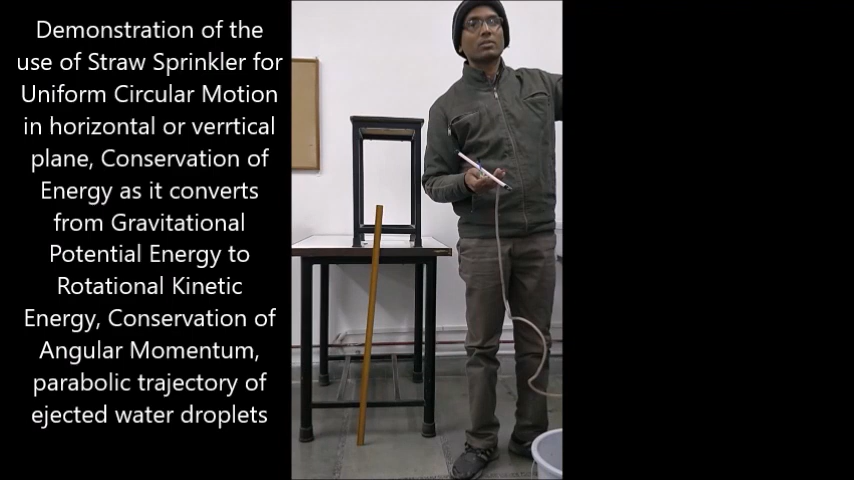 Demonstration of the
use of Straw Sprinkler for
Uniform Circular Motion
in horizontal or verrtical
plane, Conservation of
Energy as it converts
from Gravitational
Potential Energy to
Rotational Kinetic
Energy, Conservation of
Angular Momentum,
parabolic trajectory of
ejected water droplets